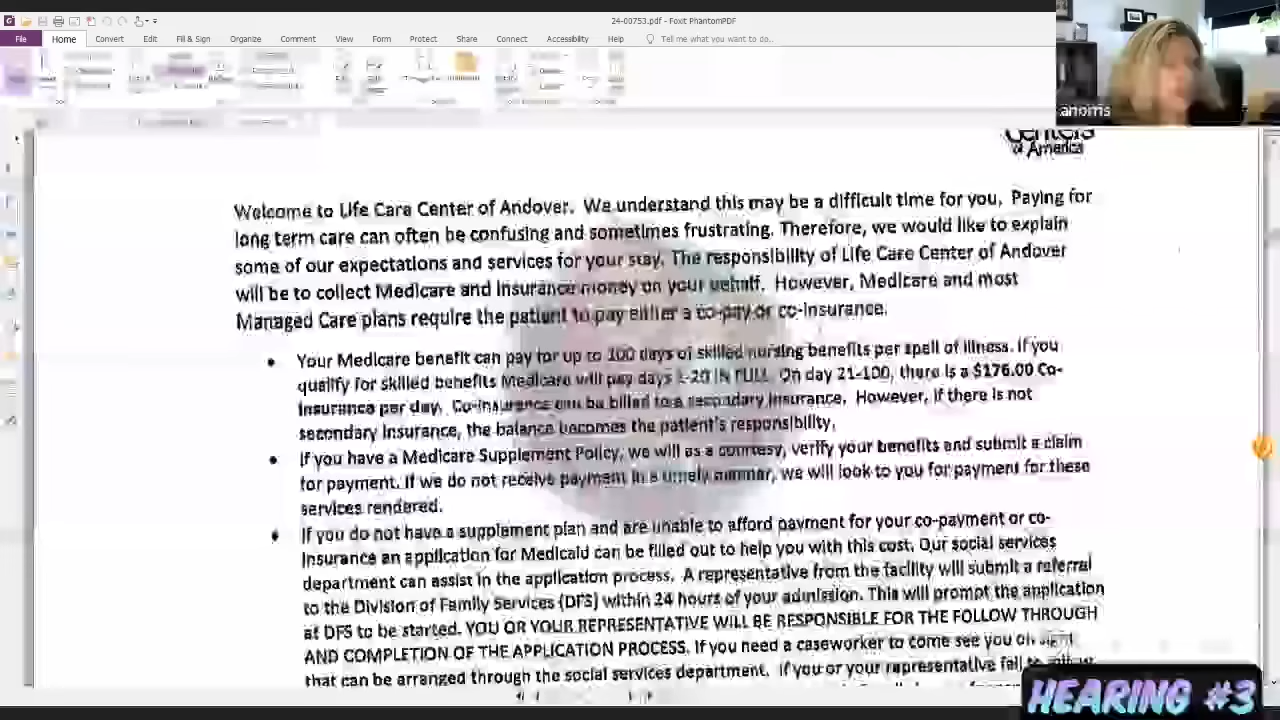 24-00753.pdf - Foxit PhantomPDF
File Home Convert Edit Fill & Sign Organize Comment View Form Protect Share Connect Accessibility Help Tell me what you want to do..
anorris
Centers
of America
Welcome to Life Care Center of Andover. We understand this may be a difficult time for you. Paying for
long term care can often be confusing and sometimes frustrating. Therefore, we would like to explain
some of our expectations and services for your stay. The responsibility of Life Care Center of Andover
will be to collect Medicare and insurance money on your behalf. However, Medicare and most
Managed Care plans require the patient to pay either a co-pay or co-insurance.
• Your Medicare benefit can pay for up to 100 days of skilled nursing benefits per spell of illness. If you
qualify for skilled benefits Medicare will pay days 1-20 IN FULL. On day 21-100, there is a $176.00 Co-
insurance per day. Co-insurance can be billed to a secondary insurance. However, if there is not
secondary insurance, the balance becomes the patient's responsibility.
• If you have a Medicare Supplement Policy, we will as a courtesy, verify your benefits and submit a claim
for payment. If we do not receive payment in a timely manner, we will look to you for payment for these
services rendered.
• If you do not have a supplement plan and are unable to afford payment for your co-payment or co-
insurance an application for Medicaid can be filled out to help you with this cost. Our social services
department can assist in the application process. A representative from the facility will submit a referral
to the Division of Family Services (DFS) within 24 hours of your admission. This will prompt the application
at DFS to be started. YOU OR YOUR REPRESENTATIVE WILL BE RESPONSIBLE FOR THE FOLLOW THROUGH
AND COMPLETION OF THE APPLICATION PROCESS. If you need a caseworker to come see you on
that can be arranged through the social services department. If you or your representative fail to
HEARING #3